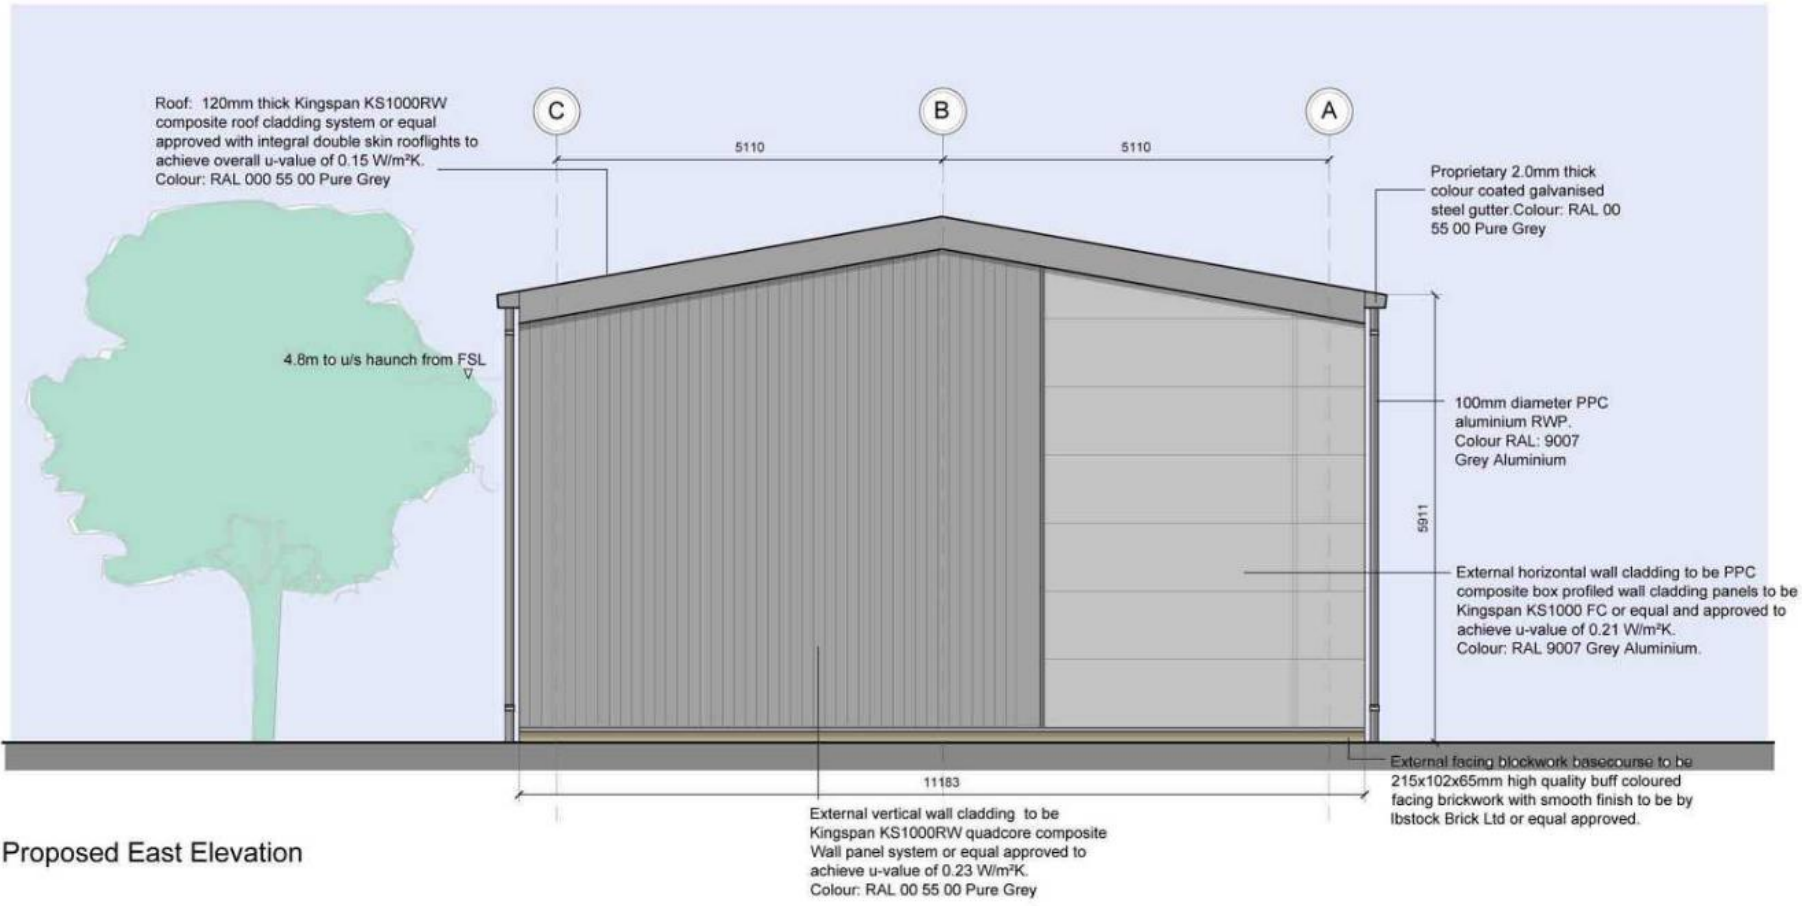 Roof: 120mm thick Kingspan KS1000RW
composite roof cladding system or equal
approved with integral double skin rooflights to
achieve overall u-value of 0.15 W/m²K.
Colour: RAL 000 55 00 Pure Grey
C
B
A
5110
5110
Proprietary 2.0mm thick
colour coated galvanised
steel gutter.Colour: RAL 00
55 00 Pure Grey
4.8m to u/s haunch from FSL
100mm diameter PPC
aluminium RWP.
Colour RAL: 9007
Grey Aluminium
5911
External horizontal wall cladding to be PPC
composite box profiled wall cladding panels to be
Kingspan KS1000 FC or equal and approved to
achieve u-value of 0.21 W/m²K.
Colour: RAL 9007 Grey Aluminium.
External facing blockwork basecourse to be
215x102x65mm high quality buff coloured
facing brickwork with smooth finish to be by
Ibstock Brick Ltd or equal approved.
11183
External vertical wall cladding to be
Kingspan KS1000RW quadcore composite
Wall panel system or equal approved to
achieve u-value of 0.23 W/m²K.
Colour: RAL 00 55 00 Pure Grey
Proposed East Elevation